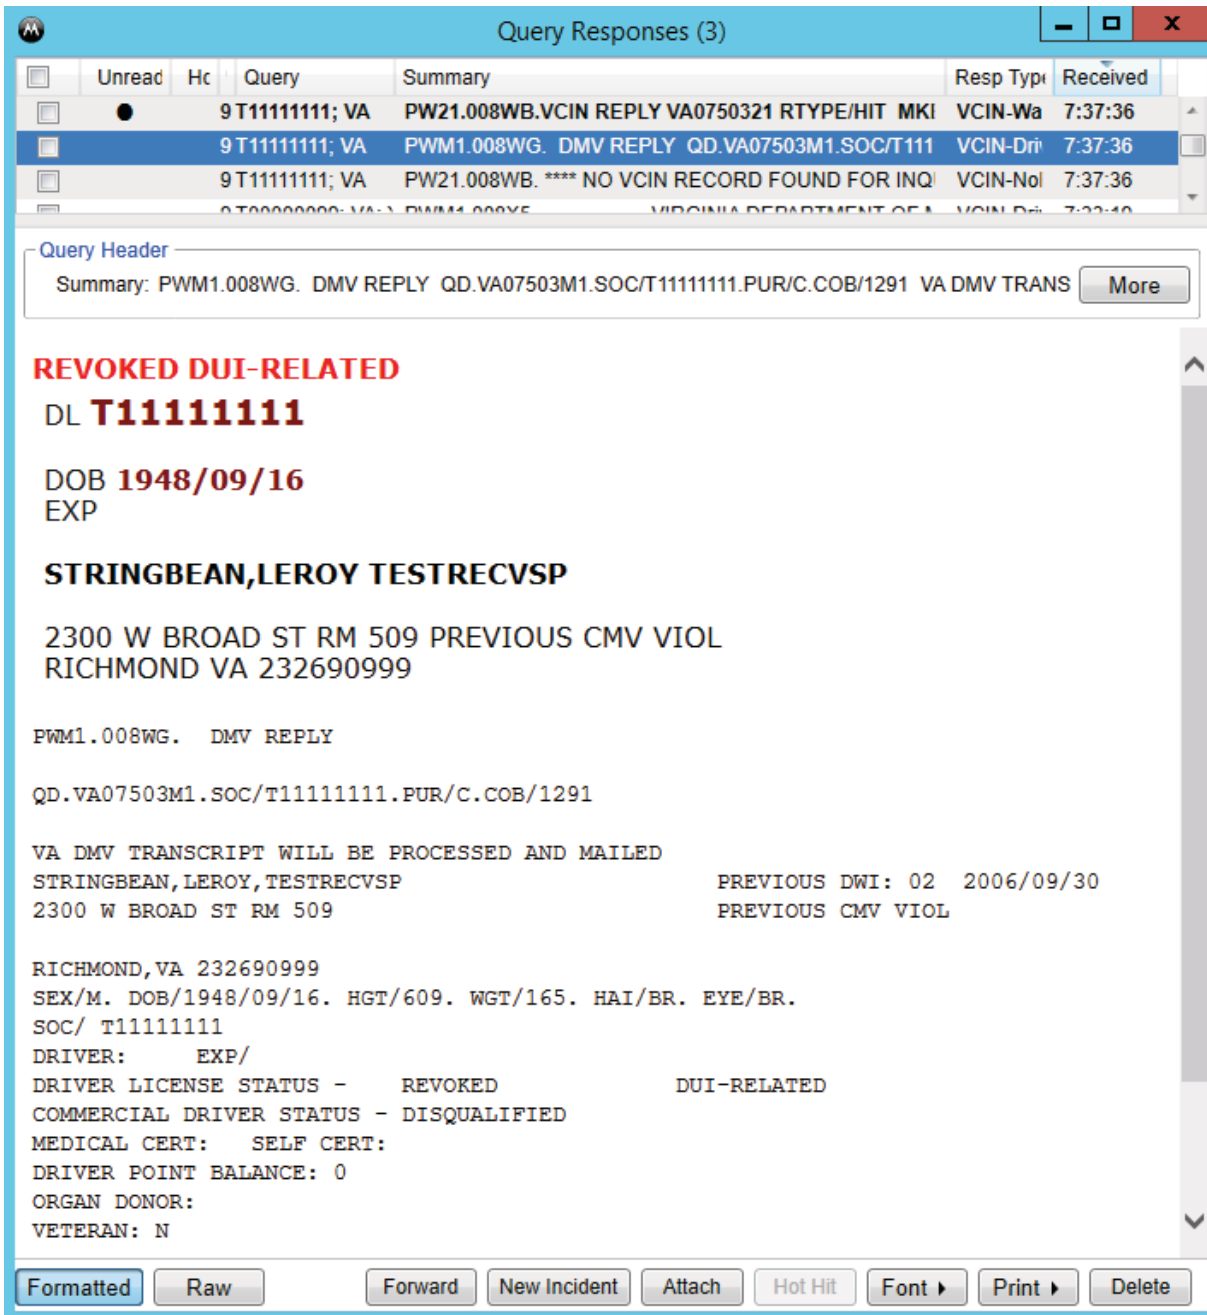 Query Responses (3)
Unread Hc Query Summary Resp Type Received
9 T11111111; VA PW21.008WB.VCIN REPLY VA0750321 RTYPE/HIT MKI VCIN-Wa 7:37:36
9 T11111111; VA PWM1.008WG. DMV REPLY QD.VA07503M1.SOC/T111 VCIN-Dri 7:37:36
9 T11111111; VA PW21.008WB. **** NO VCIN RECORD FOUND FOR INQ VCIN-Nol 7:37:36
Query Header
Summary: PWM1.008WG. DMV REPLY QD.VA07503M1.SOC/T11111111.PUR/C.COB/1291 VA DMV TRANS More
REVOKED DUI-RELATED
DL T11111111
DOB 1948/09/16
EXP
STRINGBEAN,LEROY TESTRECVSP
2300 W BROAD ST RM 509 PREVIOUS CMV VIOL
RICHMOND VA 232690999
PWM1.008WG. DMV REPLY
QD.VA07503M1.SOC/T11111111.PUR/C.COB/1291
VA DMV TRANSCRIPT WILL BE PROCESSED AND MAILED
STRINGBEAN,LEROY,TESTRECVSP PREVIOUS DWI: 02 2006/09/30
2300 W BROAD ST RM 509 PREVIOUS CMV VIOL
RICHMOND,VA 232690999
SEX/M. DOB/1948/09/16. HGT/609. WGT/165. HAI/BR. EYE/BR.
SOC/ T11111111
DRIVER: EXP/
DRIVER LICENSE STATUS - REVOKED DUI-RELATED
COMMERCIAL DRIVER STATUS - DISQUALIFIED
MEDICAL CERT: SELF CERT:
DRIVER POINT BALANCE: 0
ORGAN DONOR:
VETERAN: N
Formatted Raw Forward New Incident Attach Hot Hit Font Print Delete